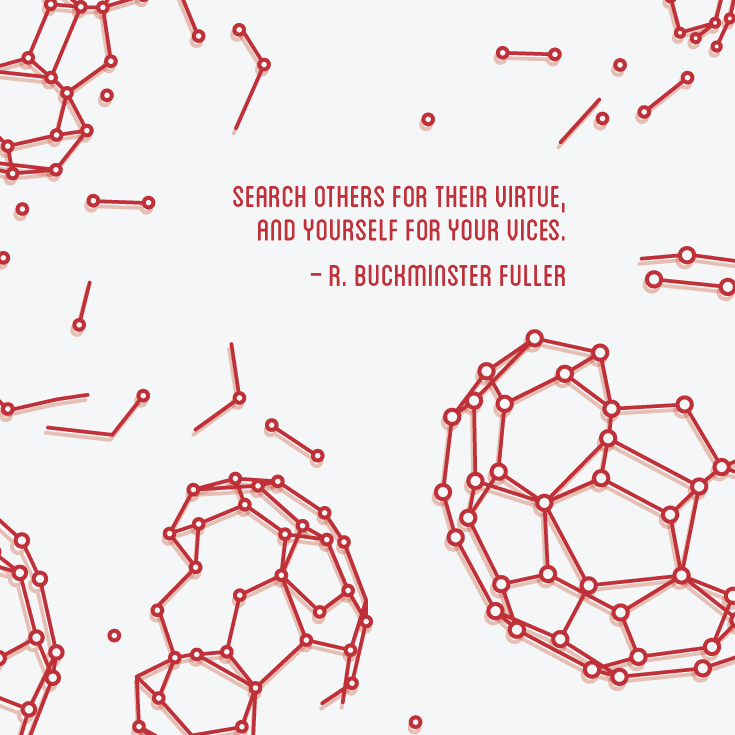 SEARCH OTHERS FOR THEIR VIRTUE,
AND YOURSELF FOR YOUR VICES.
– R. BUCKMINSTER FULLER